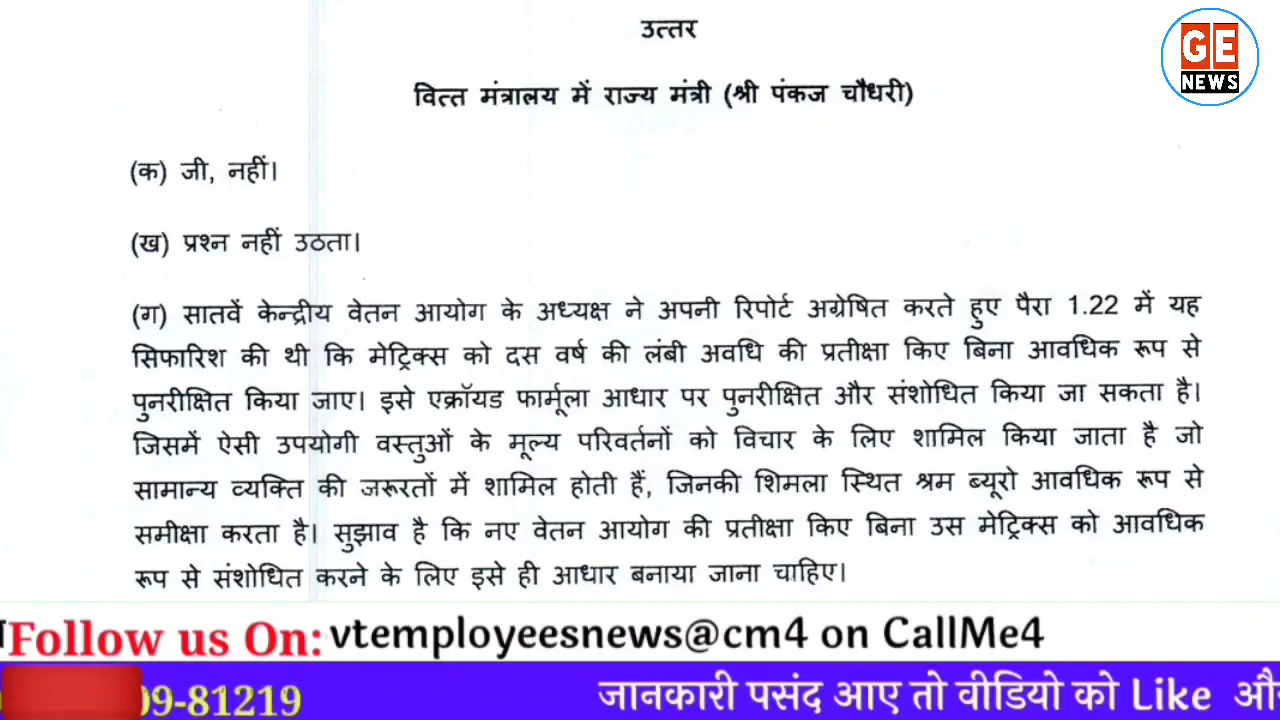 उत्तर
GE
NEWS
वित्त मंत्रालय में राज्य मंत्री (श्री पंकज चौधरी)
(क) जी, नहीं।
(ख) प्रश्न नहीं उठता।
(ग) सातवें केन्द्रीय वेतन आयोग के अध्यक्ष ने अपनी रिपोर्ट अग्रेषित करते हुए पैरा 1.22 में यह
सिफारिश की थी कि मेट्रिक्स को दस वर्ष की लंबी अवधि की प्रतीक्षा किए बिना आवधिक रूप से
पुनरीक्षित किया जाए। इसे एक्रॉयड फार्मूला आधार पर पुनरीक्षित और संशोधित किया जा सकता है।
जिसमें ऐसी उपयोगी वस्तुओं के मूल्य परिवर्तनों को विचार के लिए शामिल किया जाता है जो
सामान्य व्यक्ति की जरूरतों में शामिल होती हैं, जिनकी शिमला स्थित श्रम ब्यूरो आवधिक रूप से
समीक्षा करता है। सुझाव है कि नए वेतन आयोग की प्रतीक्षा किए बिना उस मेट्रिक्स को आवधिक
रूप से संशोधित करने के लिए इसे ही आधार बनाया जाना चाहिए।
Follow us On: vtemployeesnews@cm4 on CallMe4
09-81219 जानकारी पसंद आए तो वीडियो को Like